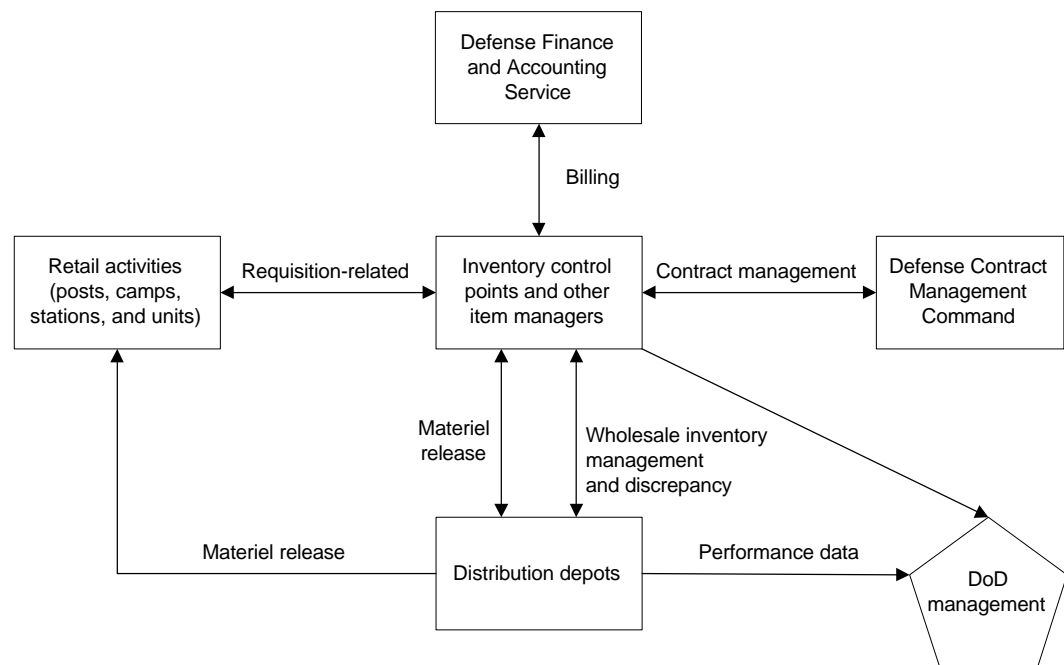 Defense Finance
and Accounting
Service
Billing
Retail activities
(posts, camps,
stations, and units)
Requisition-related
Inventory control
points and other
item managers
Contract management
Defense Contract
Management
Command
Materiel
release
Wholesale inventory
management
and discrepancy
Materiel release
Distribution depots
Performance data
DoD
management